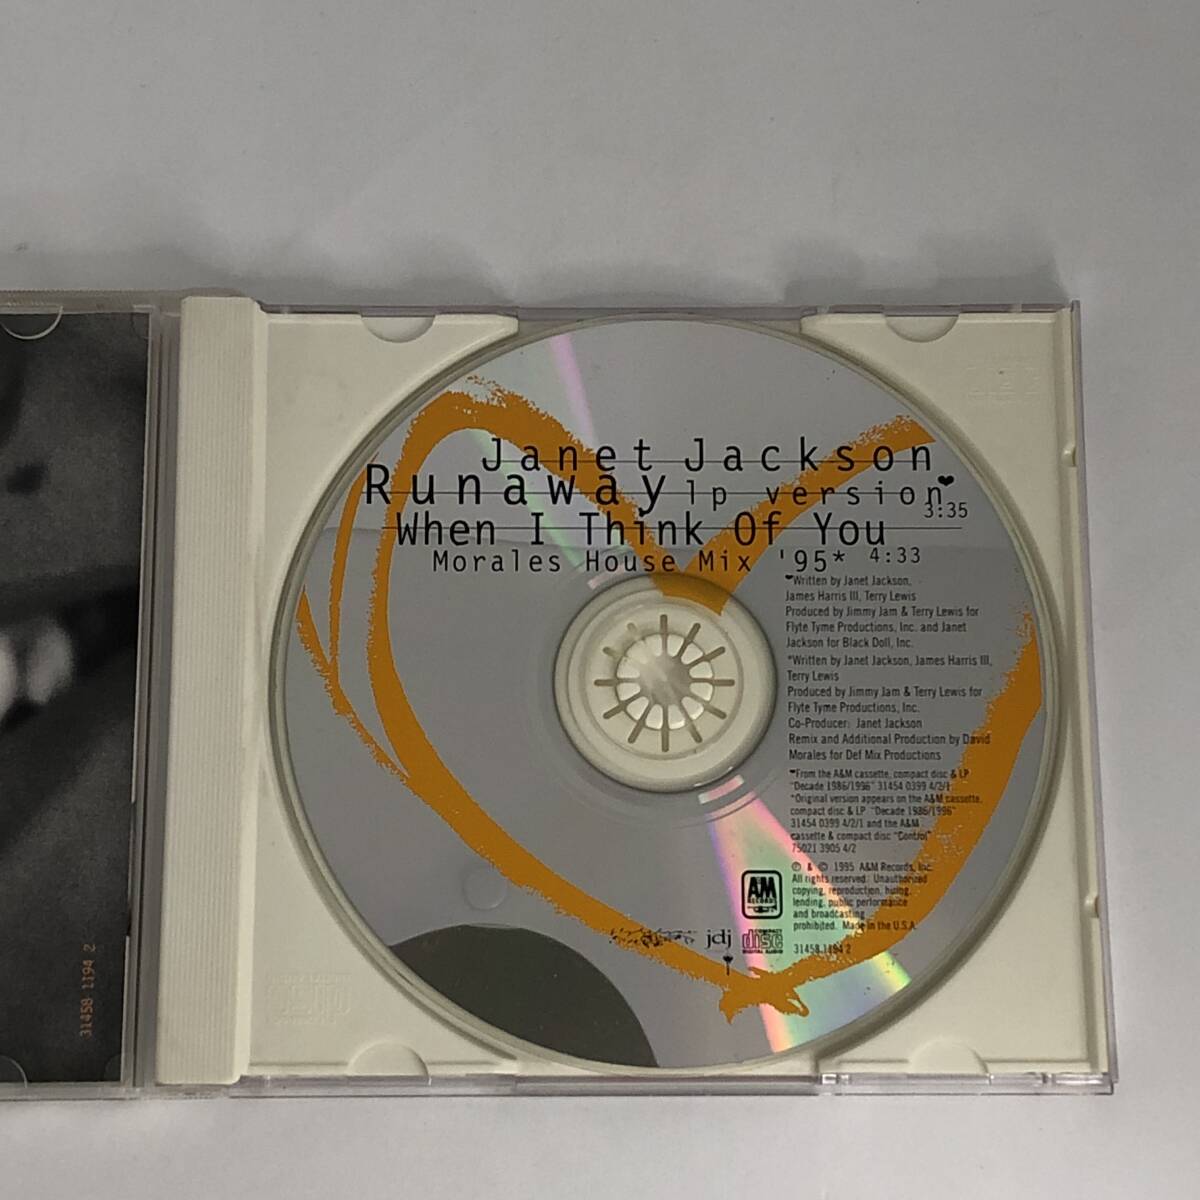 Janet Jackson
Runaway lp version❤
3:35
When I Think Of You
Morales House Mix '95* 4:33
❤Written by Janet Jackson,
James Harris III, Terry Lewis
Produced by Jimmy Jam & Terry Lewis for
Flyte Tyme Productions, Inc. and Janet
Jackson for Black Doll, Inc.
*Written by Janet Jackson, James Harris III,
Terry Lewis
Produced by Jimmy Jam & Terry Lewis for
Flyte Tyme Productions, Inc.
Co-Producer: Janet Jackson
Remix and Additional Production by David
Morales for Def Mix Productions
❤From the A&M cassette, compact disc & LP
"Decade 1986/1996" 31454 0399 4/2/1
*Original version appears on the A&M cassette,
compact disc & LP "Decade 1986/1996"
31454 0399 4/2/1 and the A&M
cassette & compact disc "Control"
75021 3905 4/2
℗ & © 1995 A&M Records, Inc.
All rights reserved. Unauthorized
copying, reproduction, hiring,
lending, public performance
and broadcasting
prohibited. Made in the U.S.A.
31458 1194 2
A&M
RECORDS
jdj
COMPACT
disc
DIGITAL AUDIO
31458 1194 2